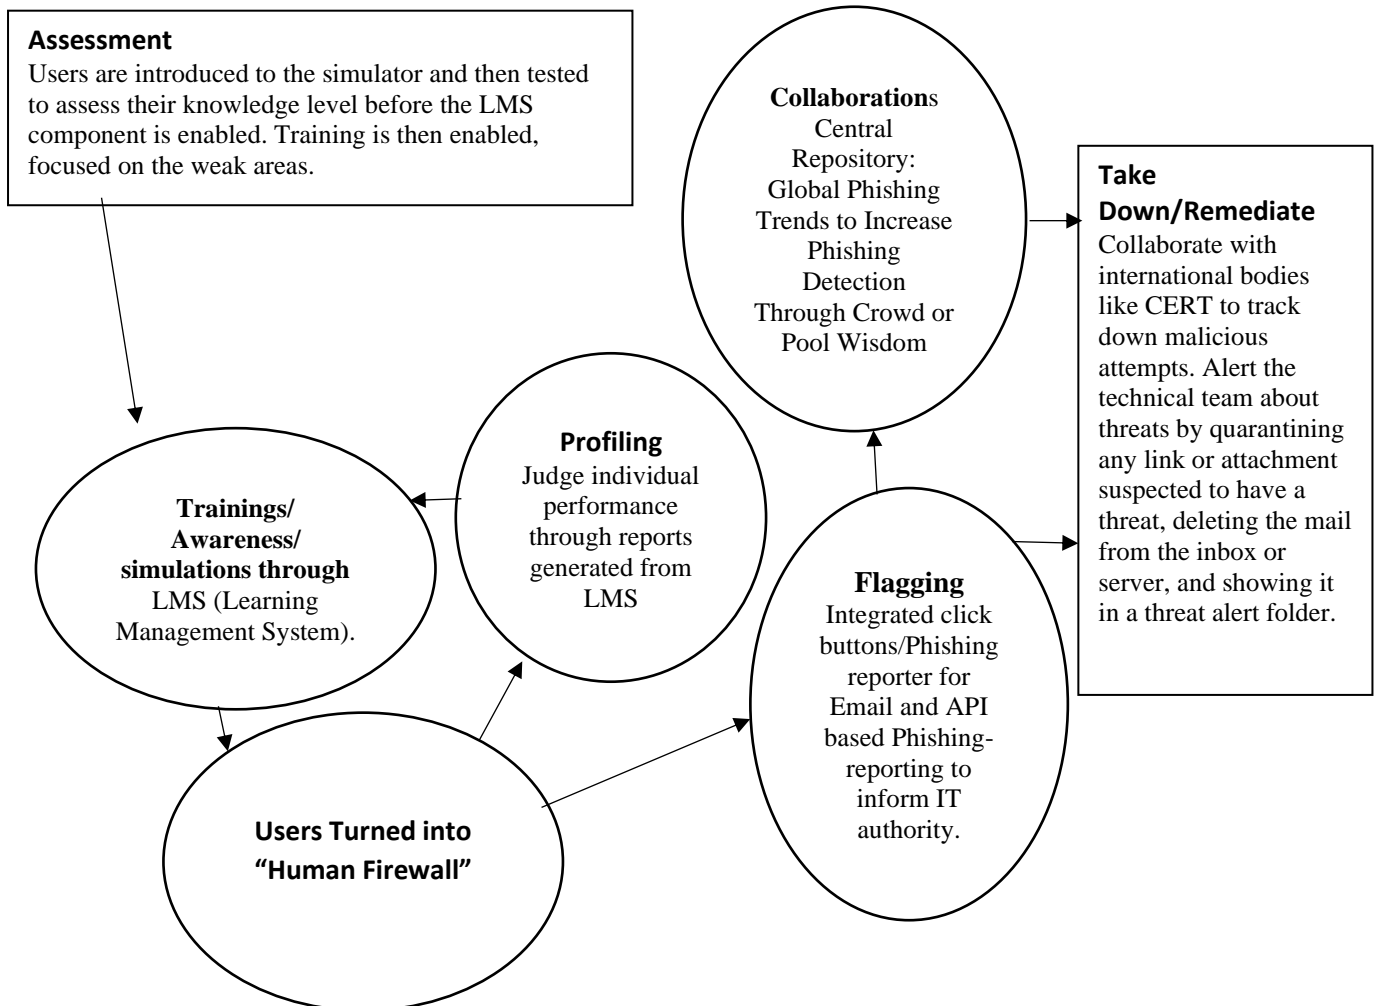 Assessment
Users are introduced to the simulator and then tested
to assess their knowledge level before the LMS
component is enabled. Training is then enabled,
focused on the weak areas.
Trainings/
Awareness/
simulations through
LMS (Learning
Management System).
Users Turned into
“Human Firewall”
Profiling
Judge individual
performance
through reports
generated from
LMS
Flagging
Integrated click
buttons/Phishing
reporter for
Email and API
based Phishing-
reporting to
inform IT
authority.
Collaborations
Central
Repository:
Global Phishing
Trends to Increase
Phishing
Detection
Through Crowd or
Pool Wisdom
Take
Down/Remediate
Collaborate with
international bodies
like CERT to track
down malicious
attempts. Alert the
technical team about
threats by quarantining
any link or attachment
suspected to have a
threat, deleting the mail
from the inbox or
server, and showing it
in a threat alert folder.